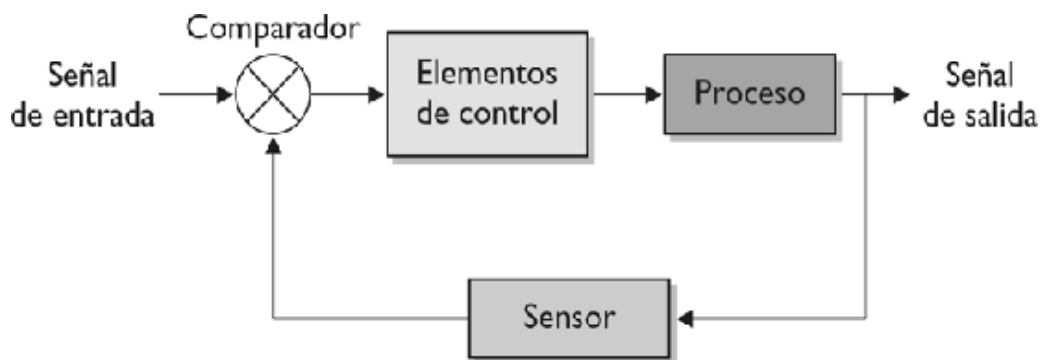 Comparador
Señal
de entrada
Elementos
de control
Proceso
Señal
de salida
Sensor